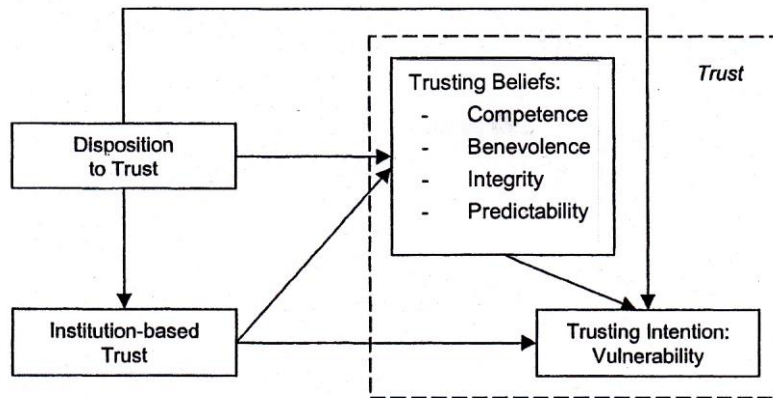 Trust
Trusting Beliefs:
- Competence
- Benevolence
- Integrity
- Predictability
Disposition
to Trust
Institution-based
Trust
Trusting Intention:
Vulnerability